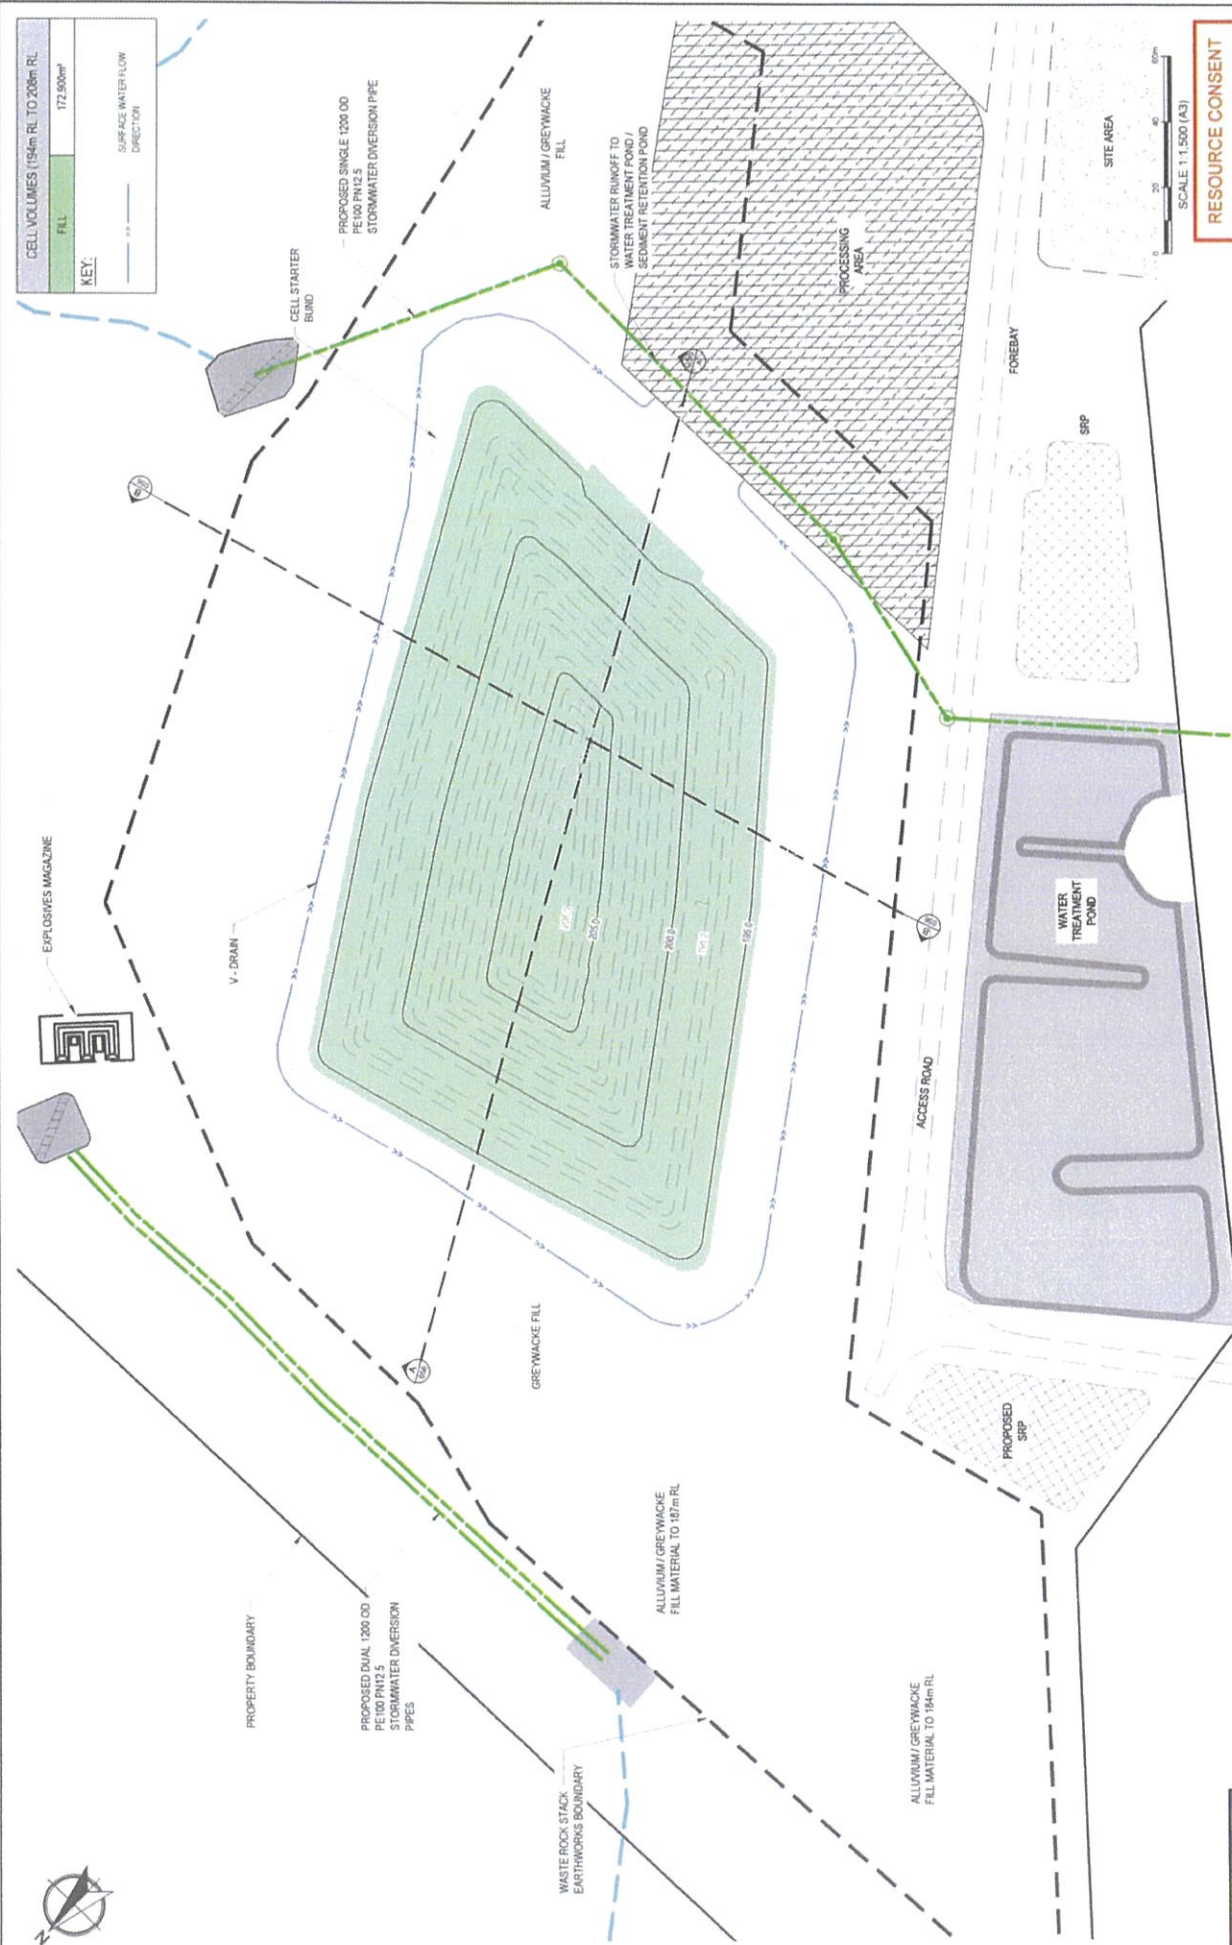 CELL VOLUMES (194m RL TO 208m RL)
FILL
172,900m³
KEY:
SURFACE WATER FLOW
DIRECTION
EXPLOSIVES MAGAZINE
V - DRAIN
CELL STARTER
BUND
PROPOSED SINGLE 1200 OD
PE100 PN12.5
STORMWATER DIVERSION PIPE
ALLUVIUM / GREYWACKE
FILL
STORMWATER RUNOFF TO
WATER TREATMENT POND /
SEDIMENT RETENTION POND
PROCESSING
AREA
N
PROPERTY BOUNDARY
PROPOSED DUAL 1200 OD
PE100 PN12.5
STORMWATER DIVERSION
PIPES
WASTE ROCK STACK
EARTHWORKS BOUNDARY
GREYWACKE FILL
A
205.0
200.0
195.0
ALLUVIUM / GREYWACKE
FILL MATERIAL TO 187m RL
ALLUVIUM / GREYWACKE
FILL MATERIAL TO 184m RL
ACCESS ROAD
PROPOSED
SRP
WATER
TREATMENT
POND
SRP
FOREBAY
SITE AREA
0 20 40 60m
SCALE 1:1,500 (A3)
RESOURCE CONSENT